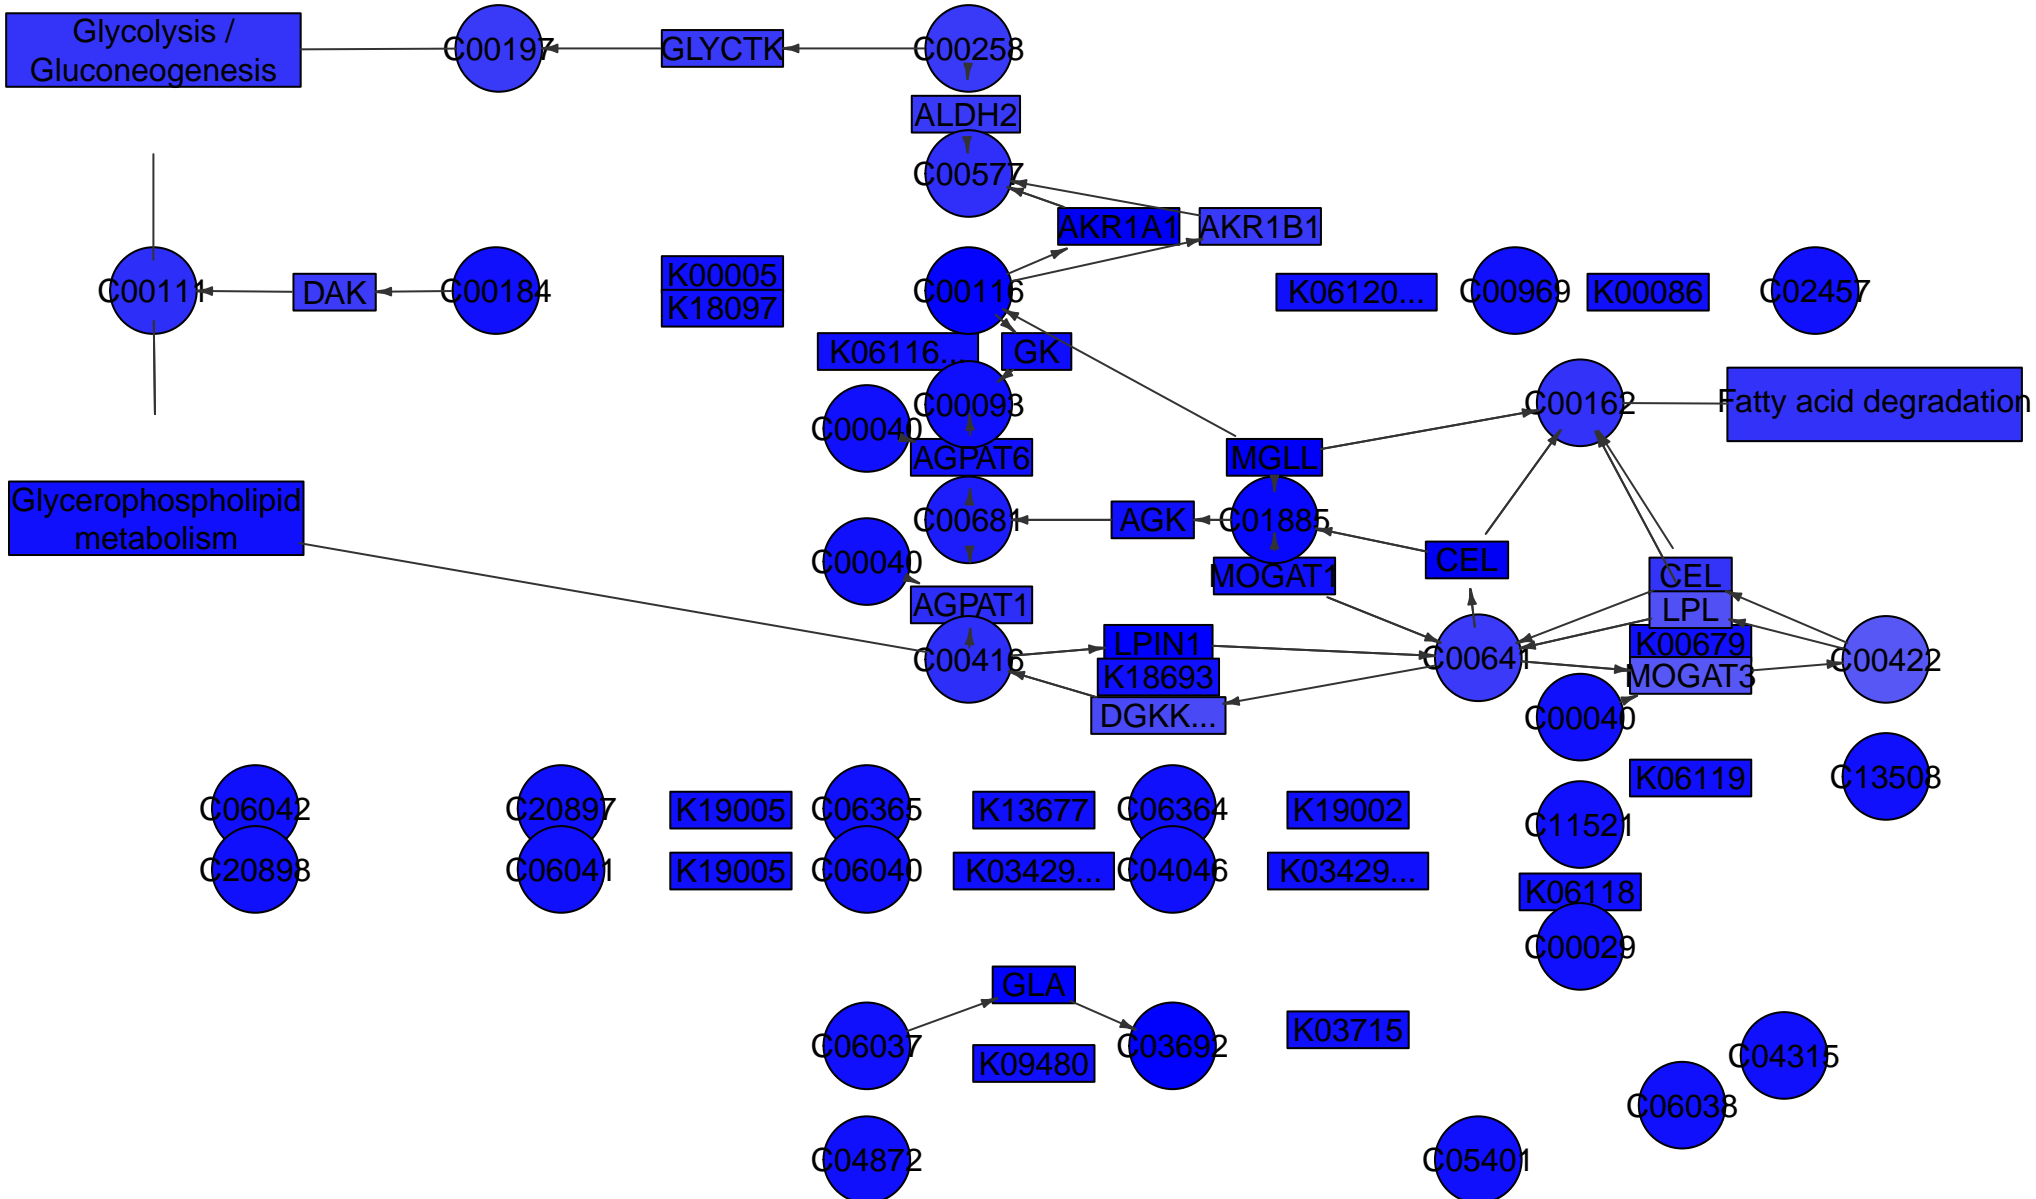 Glycolysis /
Gluconeogenesis
C00197
GLYCTK
C00258
ALDH2
C00577
AKR1A1
AKR1B1
C00111
DAK
C00184
K00005
K18097
C00116
K06120...
C00969
K00086
C02457
K06116...
GK
C00093
C00162
Fatty acid degradation
C00040
AGPAT6
MGLL
Glycerophospholipid
metabolism
C00681
AGK
C01885
C00040
CEL
MOGAT1
CEL
AGPAT1
LPL
C00416
LPIN1
K18693
DGKK...
C00641
K00679
MOGAT3
C00422
C00040
K06119
C13508
C06042
C20897
K19005
C06365
K13677
C06364
K19002
C11521
C20898
C06041
K19005
C06040
K03429...
C04046
K03429...
K06118
C00029
GLA
C06037
C03692
K03715
K09480
C04315
C06038
C04872
C05401